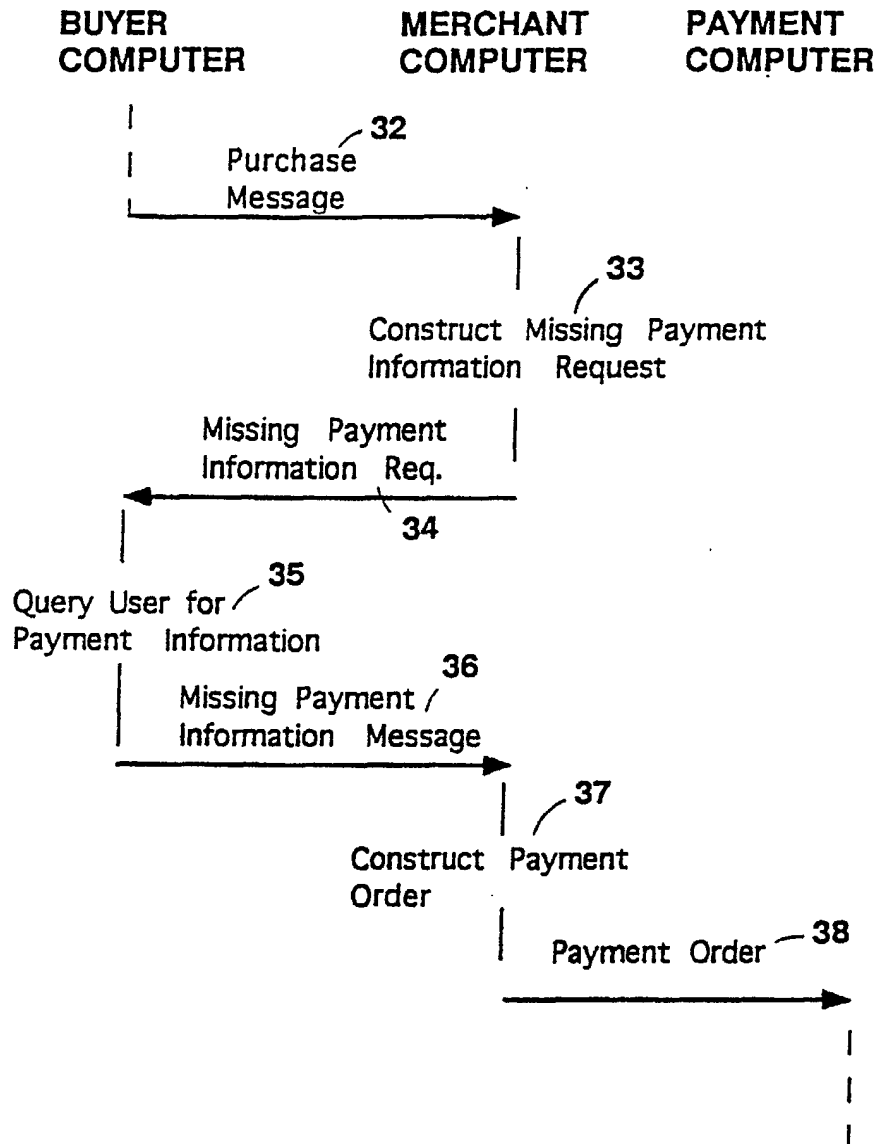 BUYER COMPUTER
MERCHANT COMPUTER
PAYMENT COMPUTER
32
Purchase
Message
33
Construct Missing Payment
Information Request
Missing Payment
Information Req.
34
35
Query User for
Payment Information
36
Missing Payment
Information Message
37
Construct Payment
Order
Payment Order
38